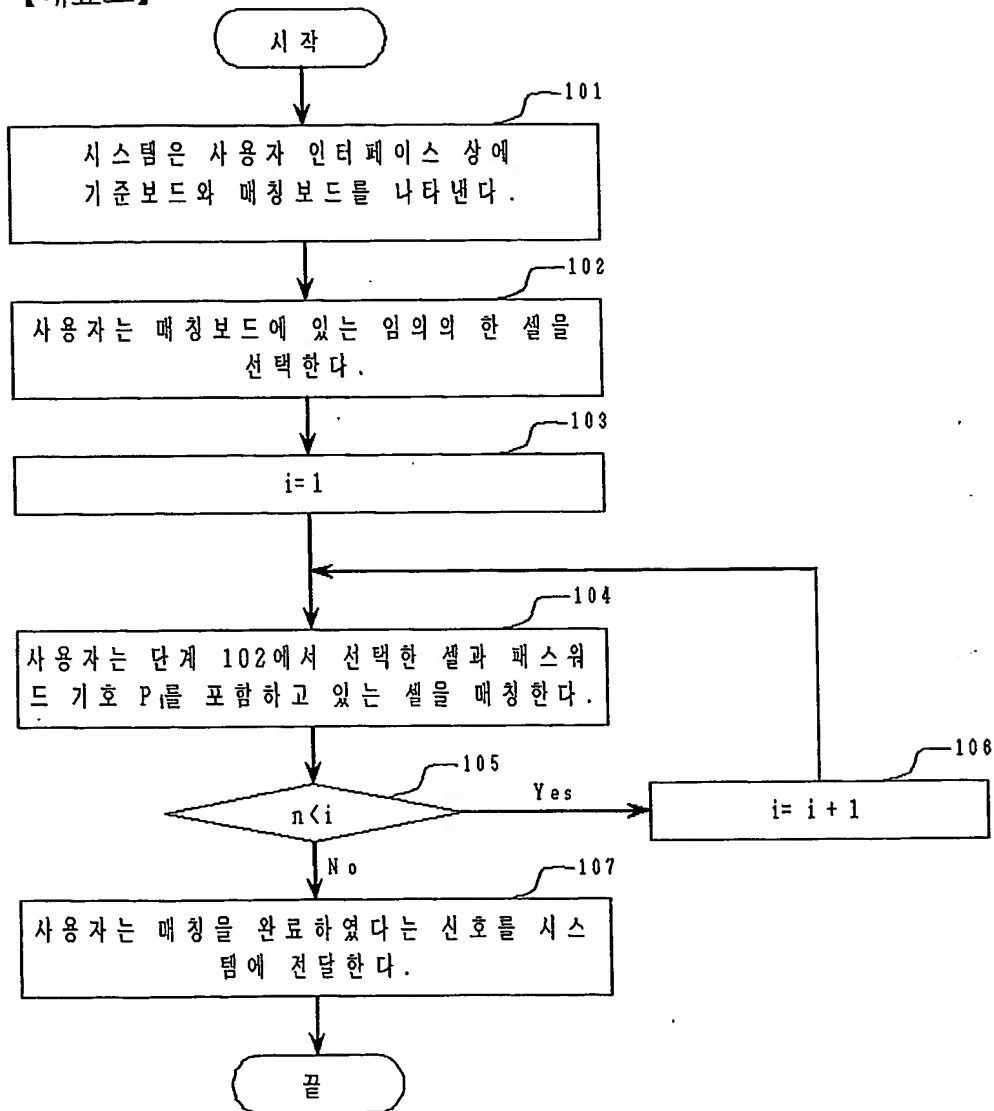 시작
101
시스템은 사용자 인터페이스 상에
기준보드와 매칭보드를 나타낸다.
102
사용자는 매칭보드에 있는 임의의 한 셀을
선택한다.
103
i=1
104
사용자는 단계 102에서 선택한 셀과 패스워
드 기호 Pi를 포함하고 있는 셀을 매칭한다.
105
n<i
Yes
106
i= i + 1
No
107
사용자는 매칭을 완료하였다는 신호를 시스
템에 전달한다.
끝